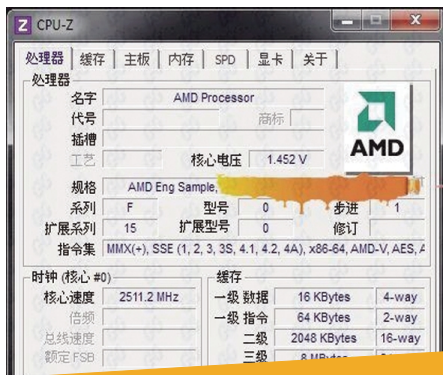 CPU-Z
处理器 缓存 主板 内存 SPD 显卡 关于
处理器
名字 AMD Processor
代号 商标
插槽
工艺 核心电压 1.452 V
AMD
规格 AMD Eng Sample,
系列 F 型号 0 步进 1
扩展系列 15 扩展型号 0 修订
指令集 MMX(+), SSE (1, 2, 3, 3S, 4.1, 4.2, 4A), x86-64, AMD-V, AES, A
时钟 (核心 #0) 缓存
核心速度 2511.2 MHz 一级 数据 16 KBytes 4-way
倍频 一级 指令 64 KBytes 2-way
总线速度 二级 2048 KBytes 16-way
额定 FSB 三级 8 MBytes